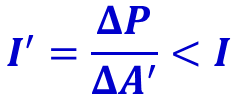 I′ = ΔP / ΔA′ < I